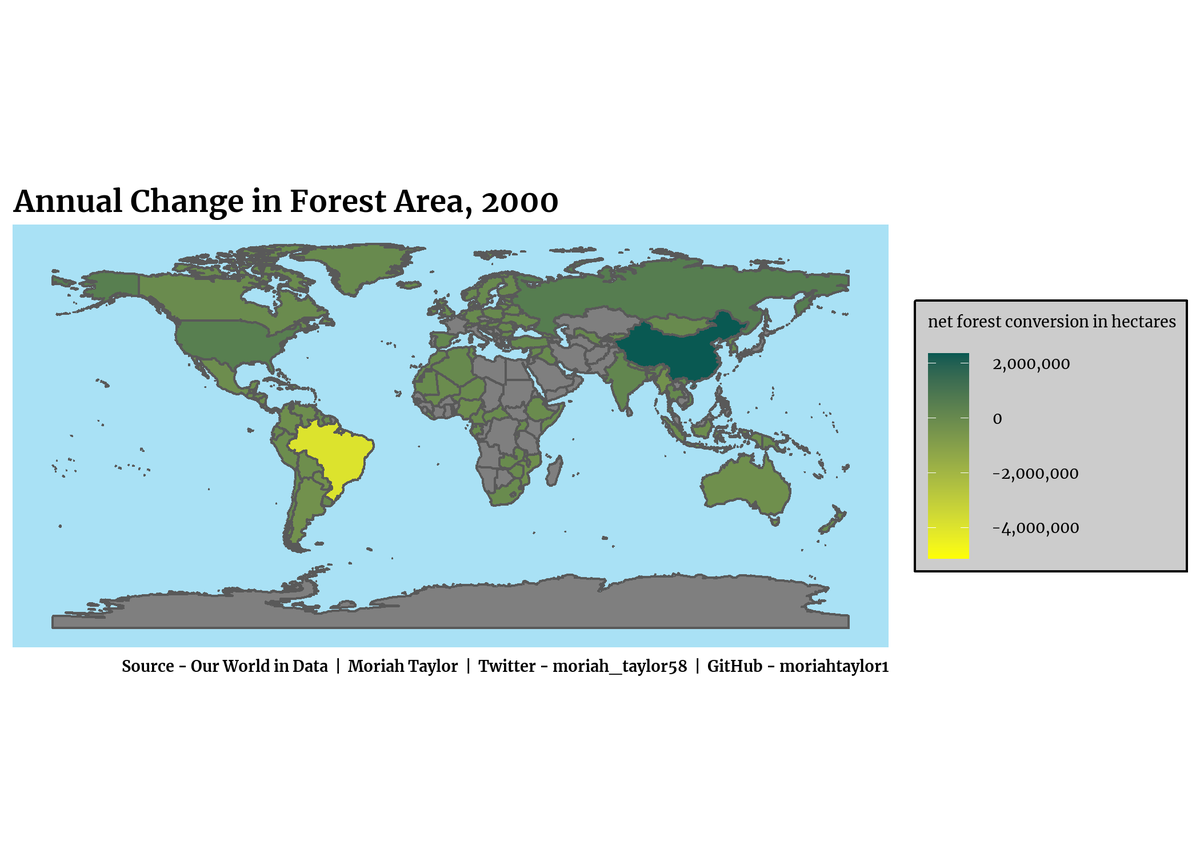 Annual Change in Forest Area, 2000
net forest conversion in hectares
2,000,000
0
-2,000,000
-4,000,000
Source - Our World in Data | Moriah Taylor | Twitter - moriah_taylor58 | GitHub - moriahtaylor1